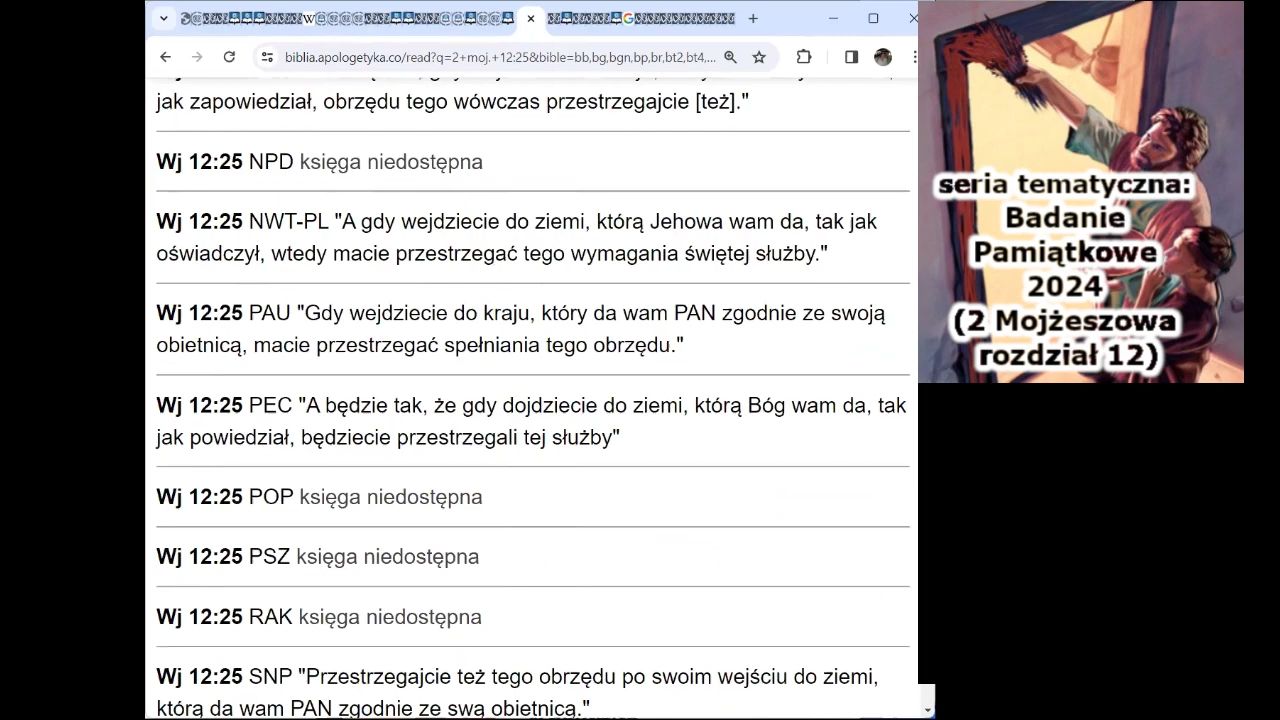 biblia.apologetyka.co/read?q=2+moj.+12:25&bible=bb,bg,bgn,bp,br,bt2,bt4,...
jak zapowiedział, obrzędu tego wówczas przestrzegajcie [też]."
Wj 12:25 NPD księga niedostępna
Wj 12:25 NWT-PL "A gdy wejdziecie do ziemi, którą Jehowa wam da, tak jak
oświadczył, wtedy macie przestrzegać tego wymagania świętej służby."
Wj 12:25 PAU "Gdy wejdziecie do kraju, który da wam PAN zgodnie ze swoją
obietnicą, macie przestrzegać spełniania tego obrzędu."
Wj 12:25 PEC "A będzie tak, że gdy dojdziecie do ziemi, którą Bóg wam da, tak
jak powiedział, będziecie przestrzegali tej służby"
Wj 12:25 POP księga niedostępna
Wj 12:25 PSZ księga niedostępna
Wj 12:25 RAK księga niedostępna
Wj 12:25 SNP "Przestrzegajcie też tego obrzędu po swoim wejściu do ziemi,
którą da wam PAN zgodnie ze swą obietnicą."
seria tematyczna:
Badanie
Pamiątkowe
2024
(2 Mojżeszowa
rozdział 12)